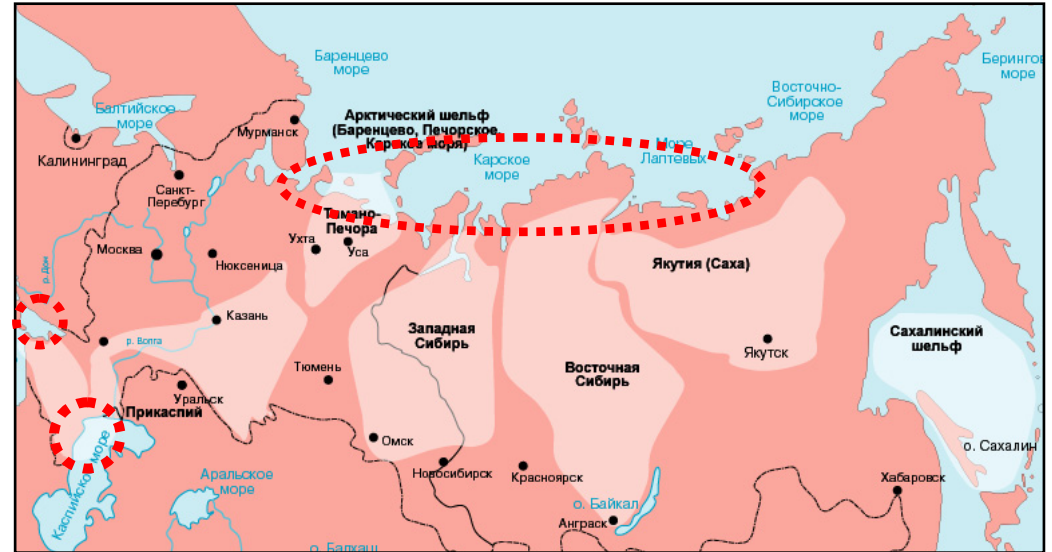 Баренцево
море
Берингов
море
Восточно-
Сибирское
море
Балтийское
море
Арктический шельф
(Баренцево, Печорское,
Карское моря)
Мурманск
Калининград
Море
Лаптевых
Карское
море
Санкт-
Перебург
Тимано-
Печора
Ухта
Уса
Москва
Нюксеница
р. Дон
Якутия (Саха)
Казань
Западная
Сибирь
Сахалинский
шельф
р. Волга
Якутск
Тюмень
Восточная
Сибирь
Уральск
Прикаспий
Омск
о. Сахалин
Новосибирск
Красноярск
Хабаровск
Аральское
море
Каспийское море
о. Байкал
Анграск
о. Балхаш